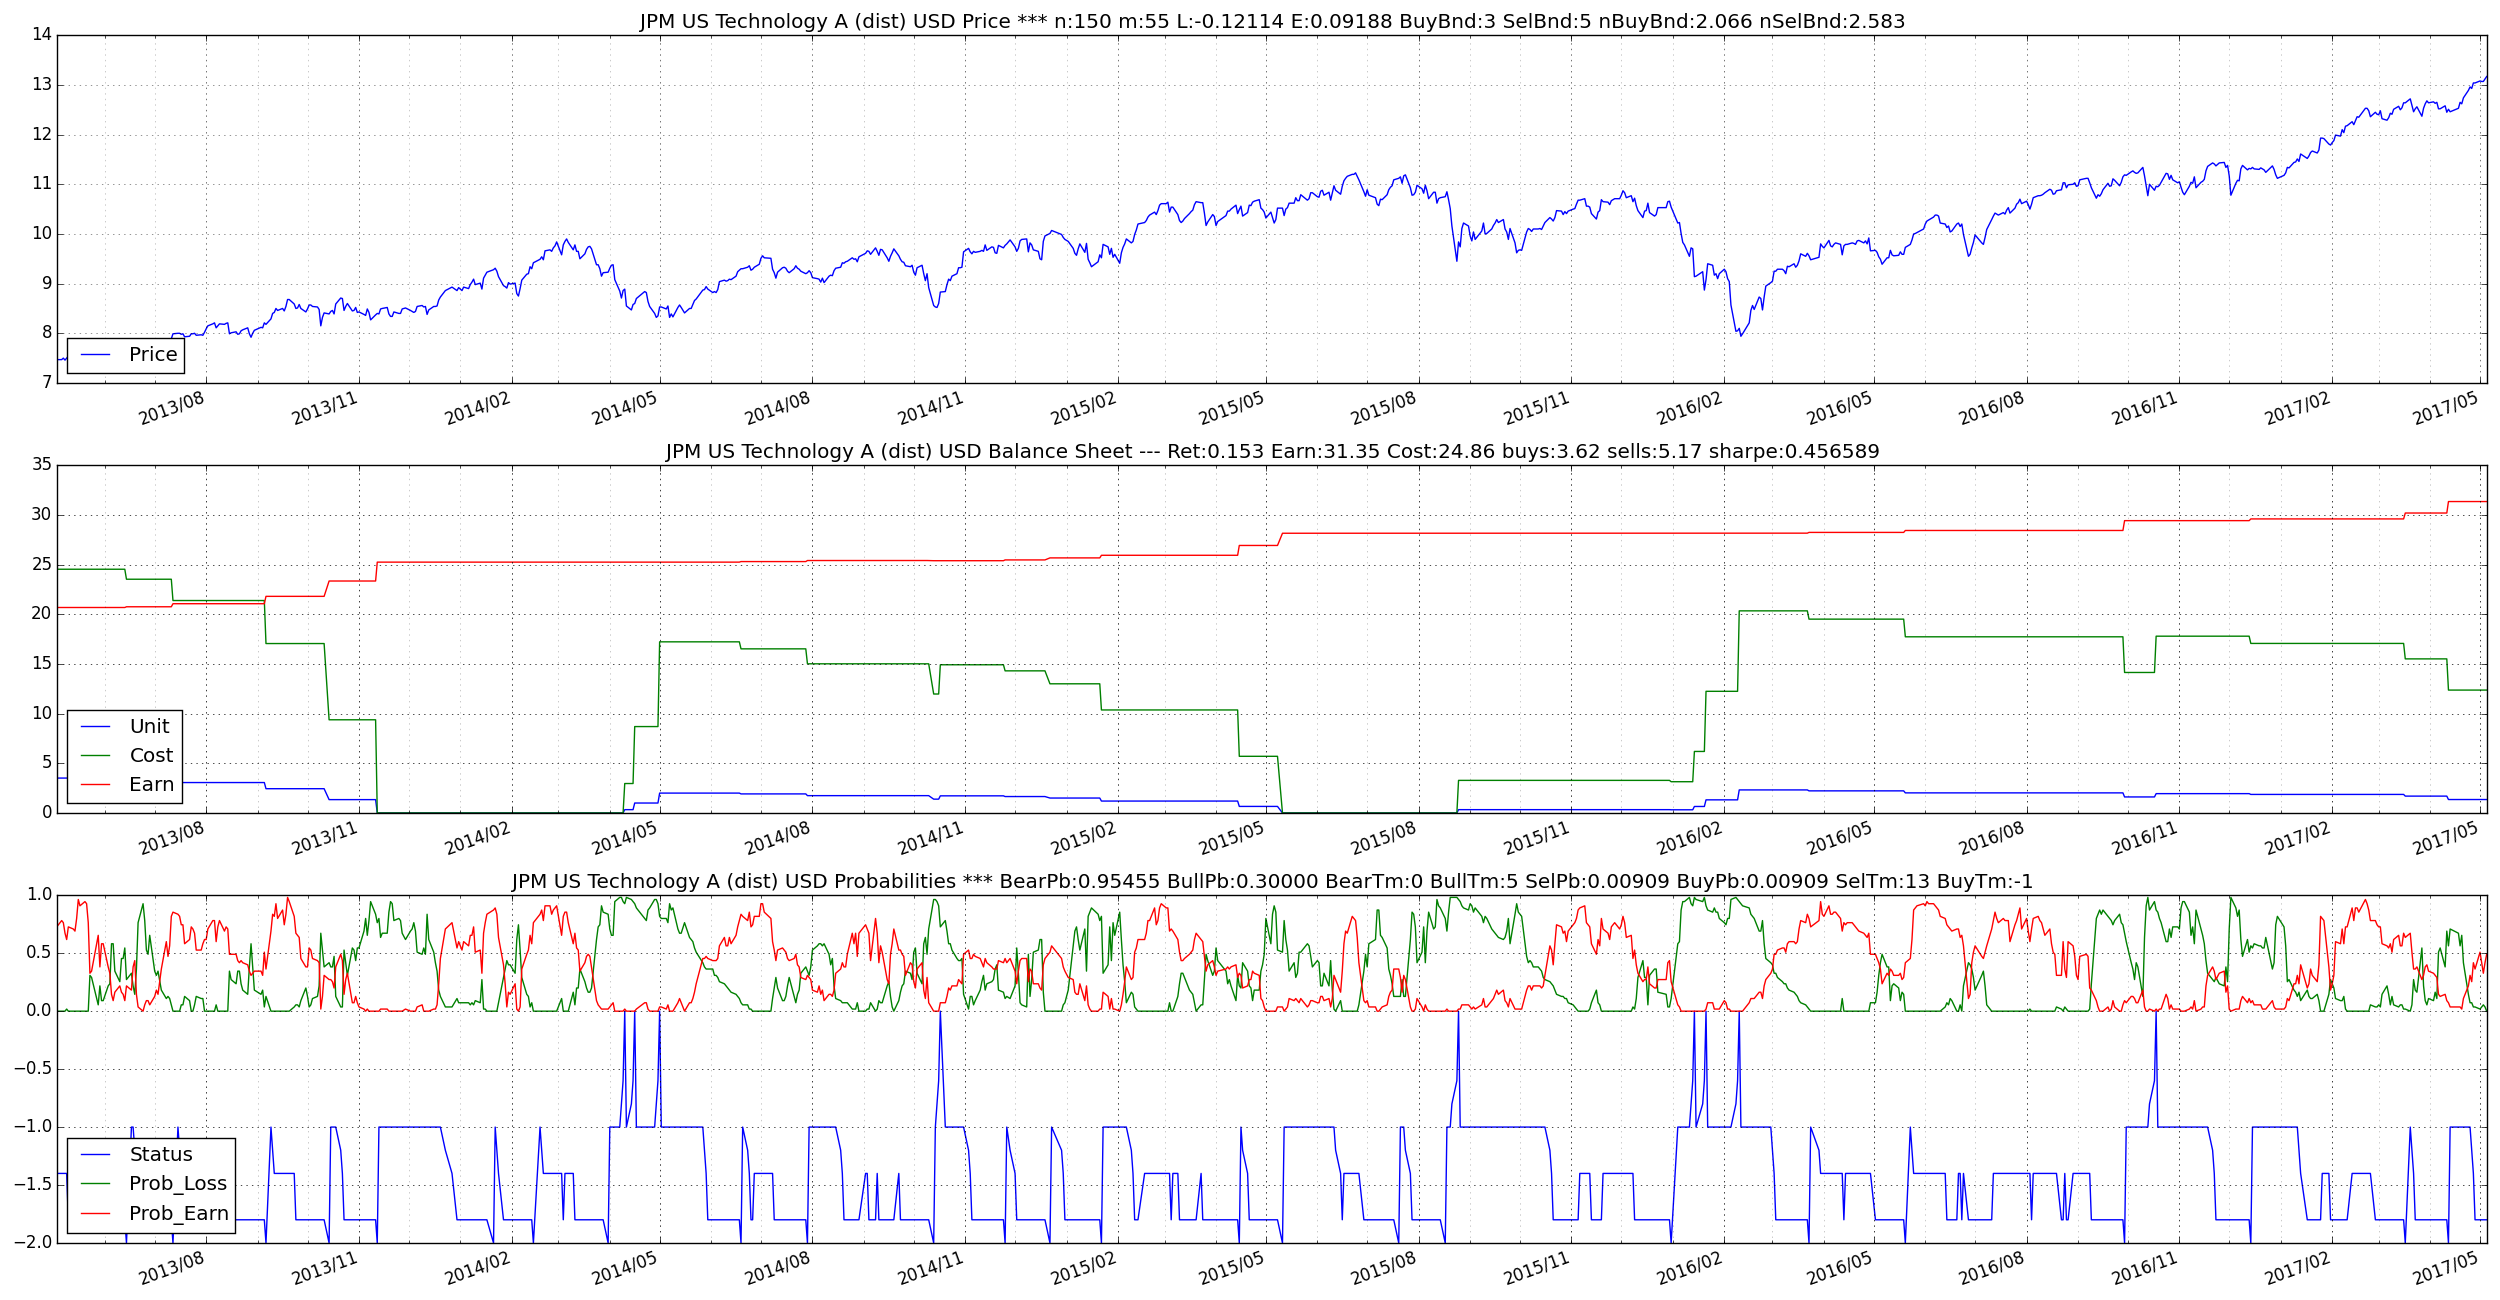 JPM US Technology A (dist) USD Price *** n:150 m:55 L:-0.12114 E:0.09188 BuyBnd:3 SelBnd:5 nBuyBnd:2.066 nSelBnd:2.583
14
13
12
11
10
9
8
7
Price
2013/08 2013/11 2014/02 2014/05 2014/08 2014/11 2015/02 2015/05 2015/08 2015/11 2016/02 2016/05 2016/08 2016/11 2017/02 2017/05
JPM US Technology A (dist) USD Balance Sheet --- Ret:0.153 Earn:31.35 Cost:24.86 buys:3.62 sells:5.17 sharpe:0.456589
35
30
25
20
15
10
5
0
Unit
Cost
Earn
2013/08 2013/11 2014/02 2014/05 2014/08 2014/11 2015/02 2015/05 2015/08 2015/11 2016/02 2016/05 2016/08 2016/11 2017/02 2017/05
JPM US Technology A (dist) USD Probabilities *** BearPb:0.95455 BullPb:0.30000 BearTm:0 BullTm:5 SelPb:0.00909 BuyPb:0.00909 SelTm:13 BuyTm:-1
1.0
0.5
0.0
−0.5
−1.0
−1.5
−2.0
Status
Prob_Loss
Prob_Earn
2013/08 2013/11 2014/02 2014/05 2014/08 2014/11 2015/02 2015/05 2015/08 2015/11 2016/02 2016/05 2016/08 2016/11 2017/02 2017/05